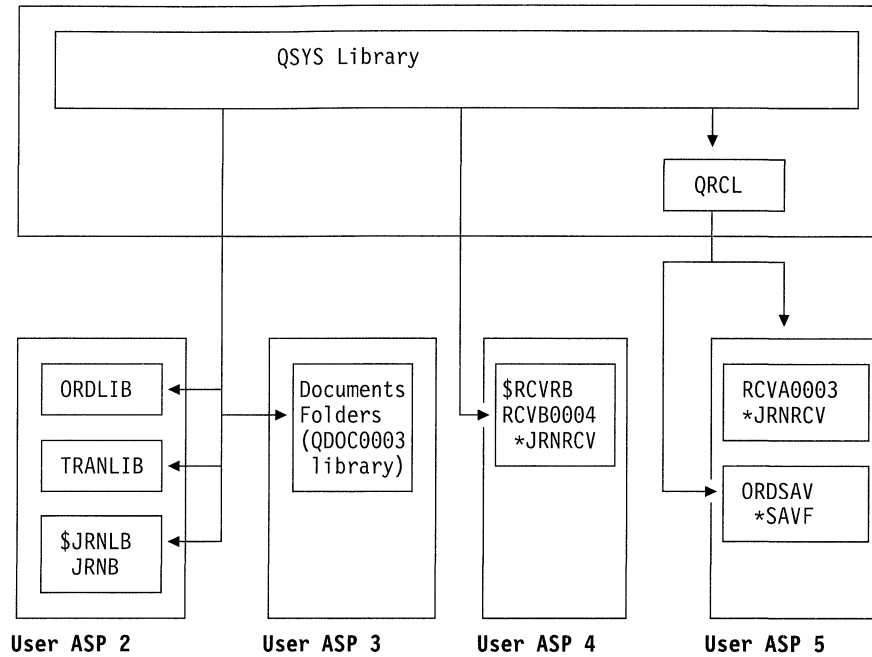 QSYS Library
QRCL
ORDLIB
TRANLIB
$JRNLB
JRNB
User ASP 2
Documents
Folders
(QDOC0003
library)
User ASP 3
$RCVRB
RCVB0004
*JRNRCV
User ASP 4
RCVA0003
*JRNRCV
ORDSAV
*SAVF
User ASP 5